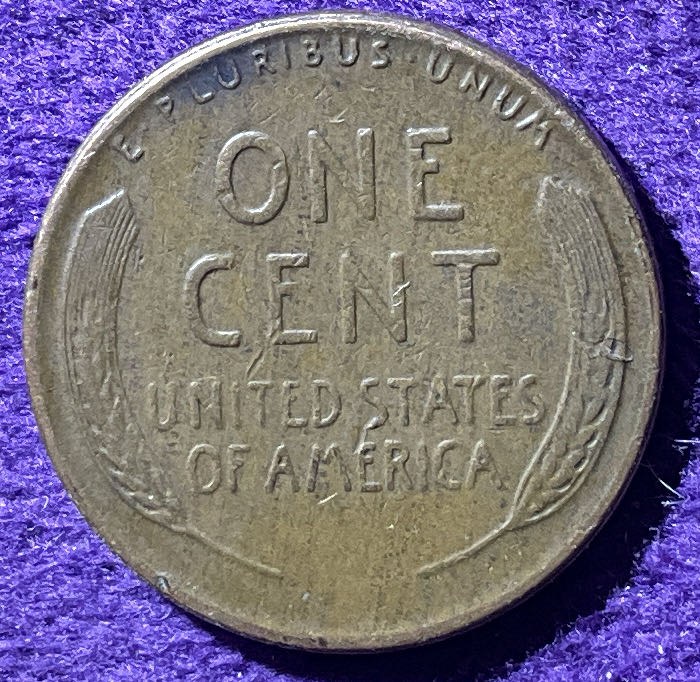 E PLURIBUS · UNUM
ONE
CENT
UNITED STATES
OF AMERICA